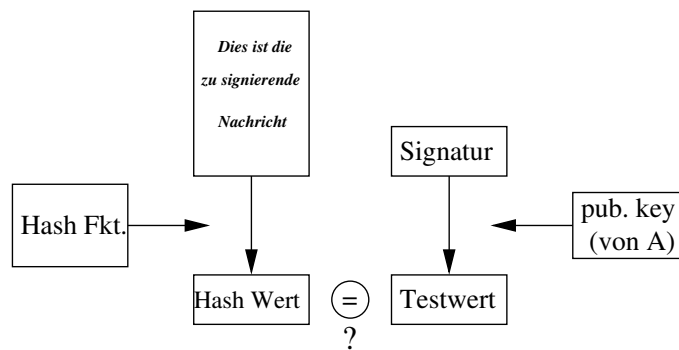 Dies ist die
zu signierende
Nachricht
Signatur
Hash Fkt.
pub. key
(von A)
Hash Wert
=
Testwert
?